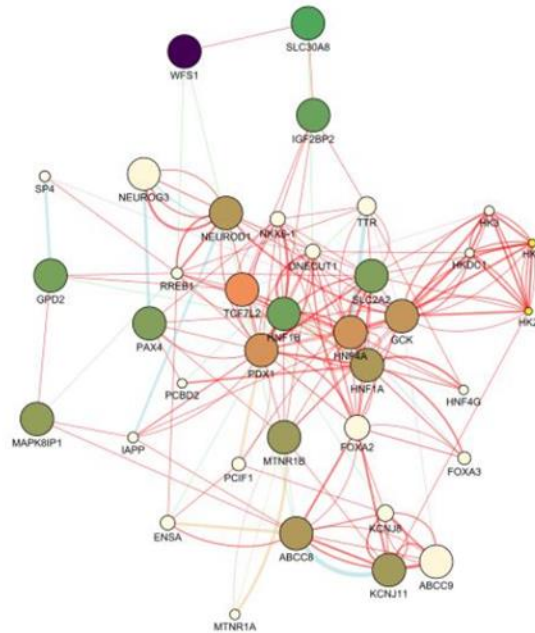 SLC30A8
WFS1
IGF2BP2
SP4
NEUROG3
TTR
HK3
NKX6-1
NEUROD1
HKDC1
ONECUT1
RREB1
SLC2A2
GPD2
TCF7L2
HK2
HNF1B
GCK
PAX4
HNF4A
PDX1
HNF1A
PCBD2
HNF4G
MAPK8IP1
IAPP
MTNR1B
FOXA2
PCIF1
FOXA3
KCNJ8
ENSA
ABCC8
ABCC9
KCNJ11
MTNR1A